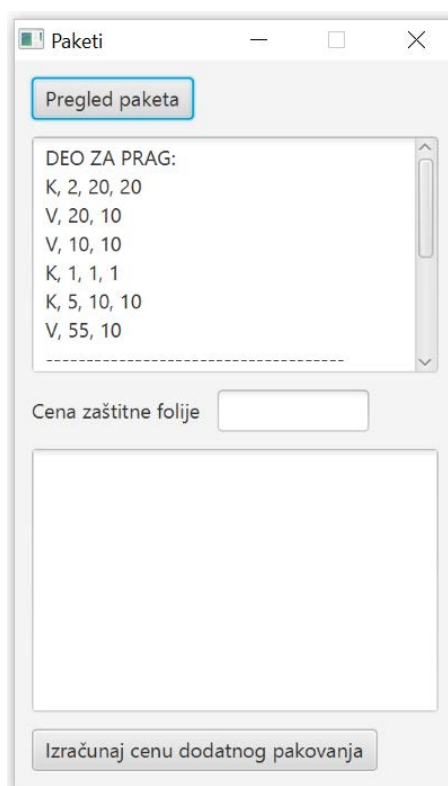 Paketi
Pregled paketa
DEO ZA PRAG:
K, 2, 20, 20
V, 20, 10
V, 10, 10
K, 1, 1, 1
K, 5, 10, 10
V, 55, 10
-------------------------------------
Cena zaštitne folije
Izračunaj cenu dodatnog pakovanja